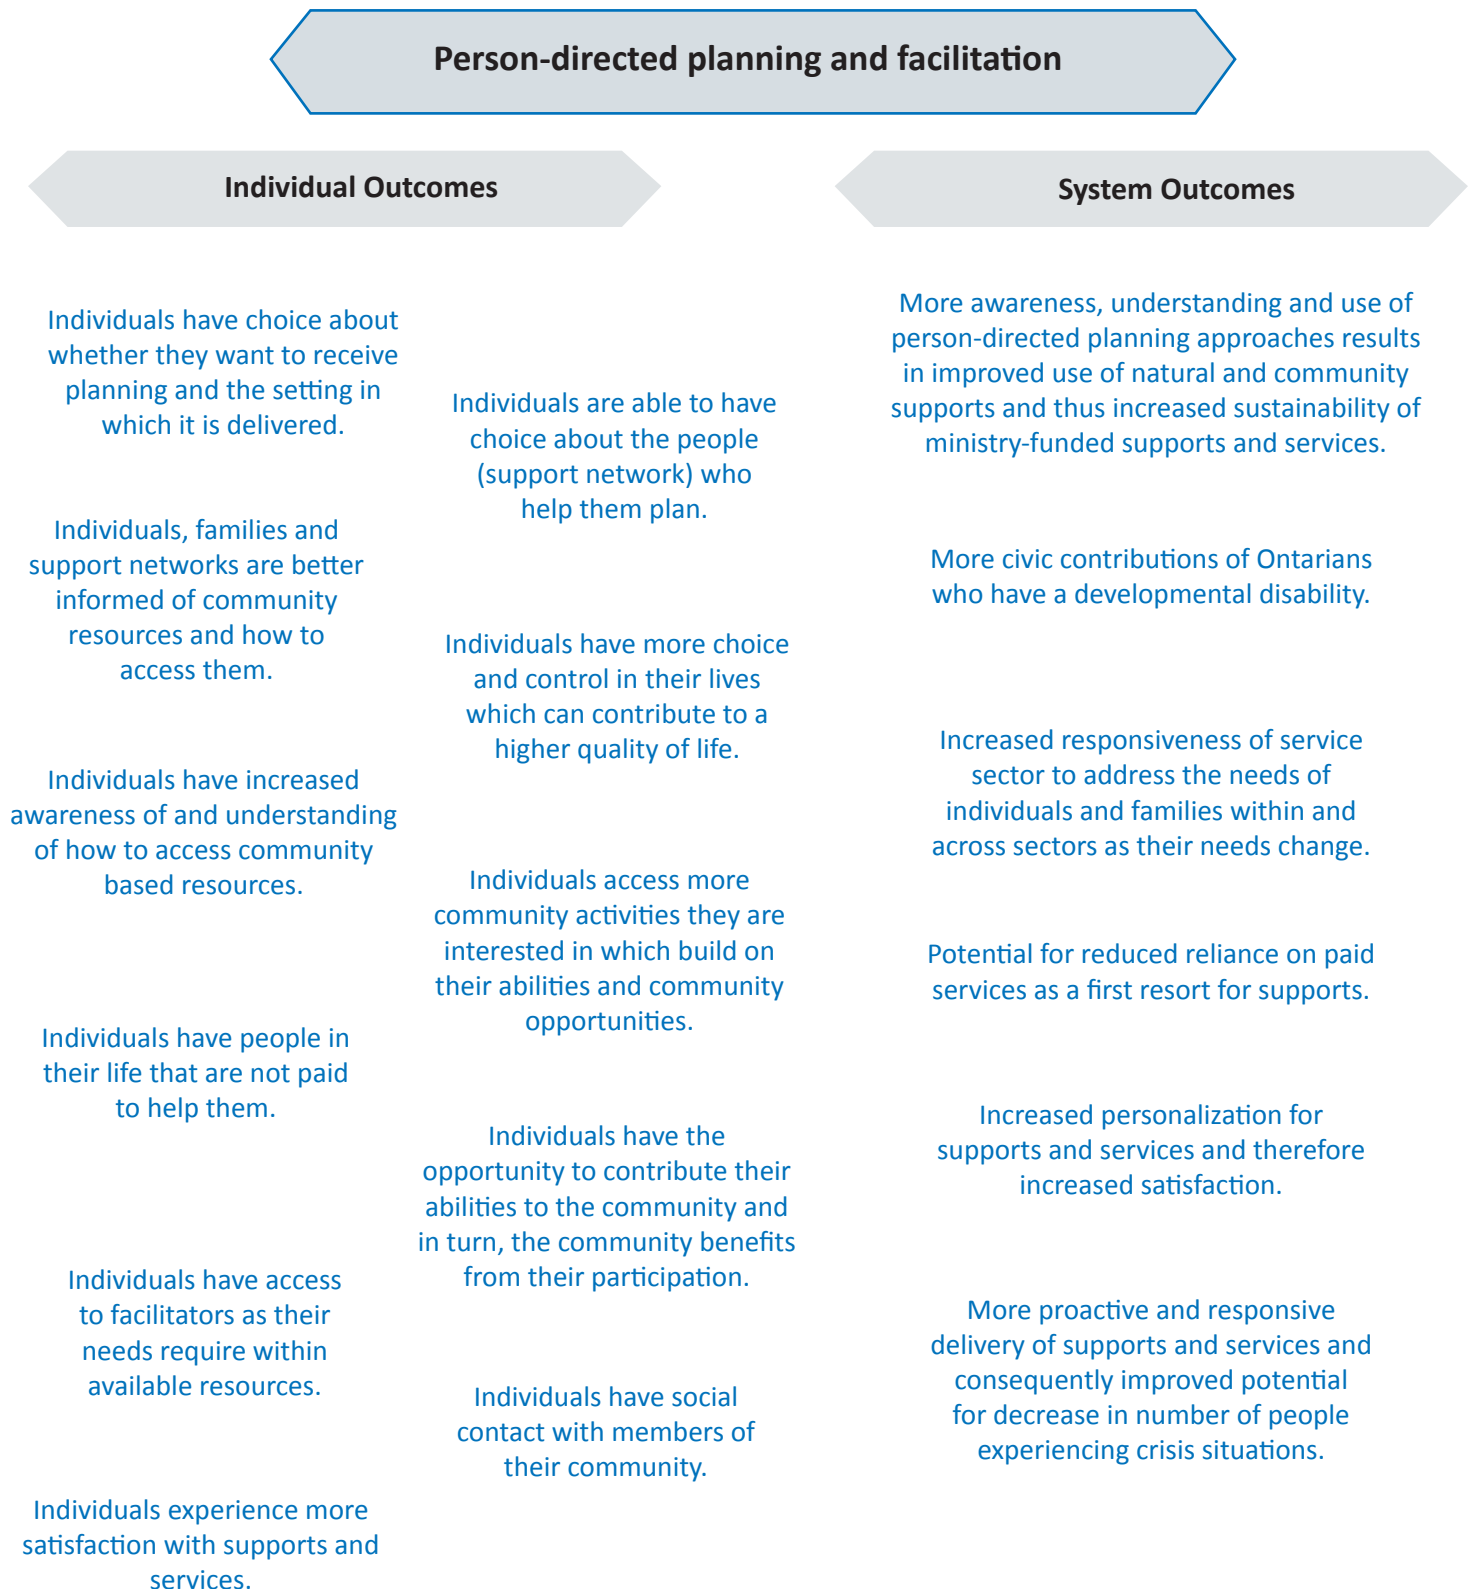 Person-directed planning and facilitation
Individual Outcomes
Individuals have choice about
whether they want to receive
planning and the setting in
which it is delivered.
Individuals, families and
support networks are better
informed of community
resources and how to
access them.
Individuals have increased
awareness of and understanding
of how to access community
based resources.
Individuals have people in
their life that are not paid
to help them.
Individuals have access
to facilitators as their
needs require within
available resources.
Individuals experience more
satisfaction with supports and
services.
Individuals are able to have
choice about the people
(support network) who
help them plan.
Individuals have more choice
and control in their lives
which can contribute to a
higher quality of life.
Individuals access more
community activities they are
interested in which build on
their abilities and community
opportunities.
Individuals have the
opportunity to contribute their
abilities to the community and
in turn, the community benefits
from their participation.
Individuals have social
contact with members of
their community.
System Outcomes
More awareness, understanding and use of
person-directed planning approaches results
in improved use of natural and community
supports and thus increased sustainability of
ministry-funded supports and services.
More civic contributions of Ontarians
who have a developmental disability.
Increased responsiveness of service
sector to address the needs of
individuals and families within and
across sectors as their needs change.
Potential for reduced reliance on paid
services as a first resort for supports.
Increased personalization for
supports and services and therefore
increased satisfaction.
More proactive and responsive
delivery of supports and services and
consequently improved potential
for decrease in number of people
experiencing crisis situations.